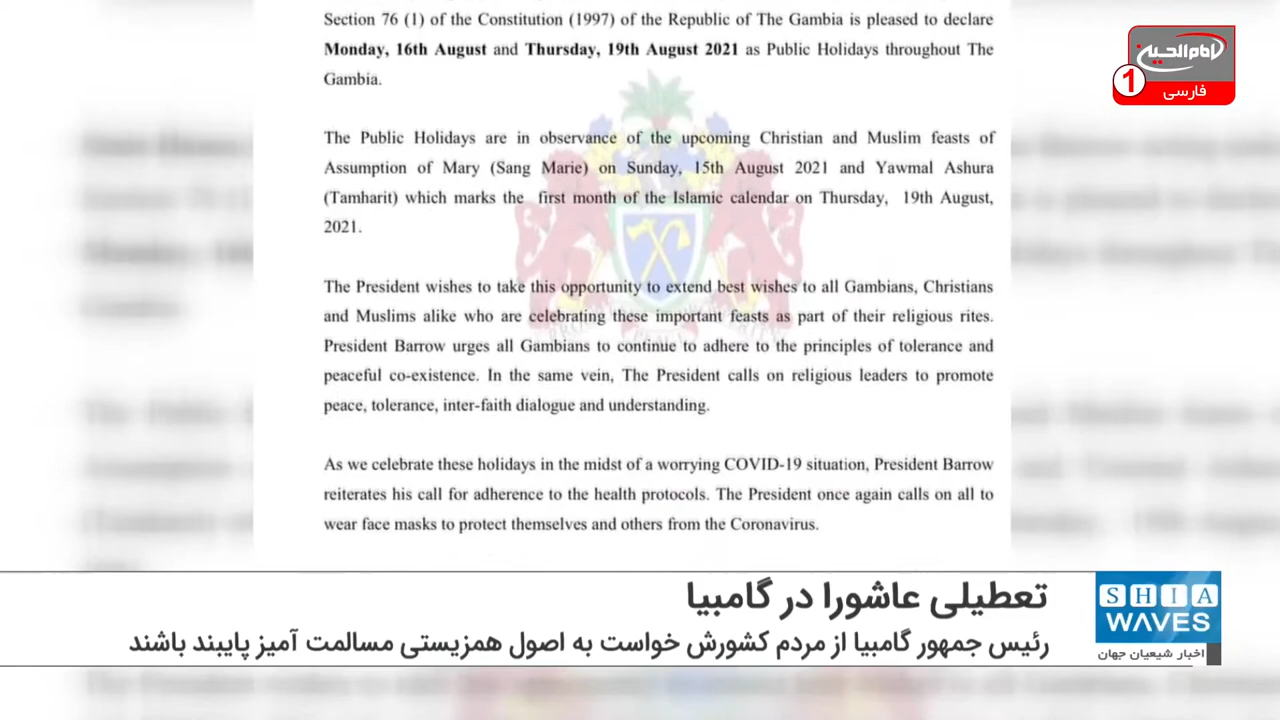 Section 76 (1) of the Constitution (1997) of the Republic of The Gambia is pleased to declare
Monday, 16th August and Thursday, 19th August 2021 as Public Holidays throughout The
Gambia.
The Public Holidays are in observance of the upcoming Christian and Muslim feasts of
Assumption of Mary (Sang Marie) on Sunday, 15th August 2021 and Yawmal Ashura
(Tamharit) which marks the first month of the Islamic calendar on Thursday, 19th August,
2021.
The President wishes to take this opportunity to extend best wishes to all Gambians, Christians
and Muslims alike who are celebrating these important feasts as part of their religious rites.
President Barrow urges all Gambians to continue to adhere to the principles of tolerance and
peaceful co-existence. In the same vein, The President calls on religious leaders to promote
peace, tolerance, inter-faith dialogue and understanding.
As we celebrate these holidays in the midst of a worrying COVID-19 situation, President Barrow
reiterates his call for adherence to the health protocols. The President once again calls on all to
wear face masks to protect themselves and others from the Coronavirus.
امام الحسین
1
فارسی
تعطیلی عاشورا در گامبیا
رئیس جمهور گامبیا از مردم کشورش خواست به اصول همزیستی مسالمت آمیز پایبند باشند
SHIA
WAVES
اخبار شیعیان جهان